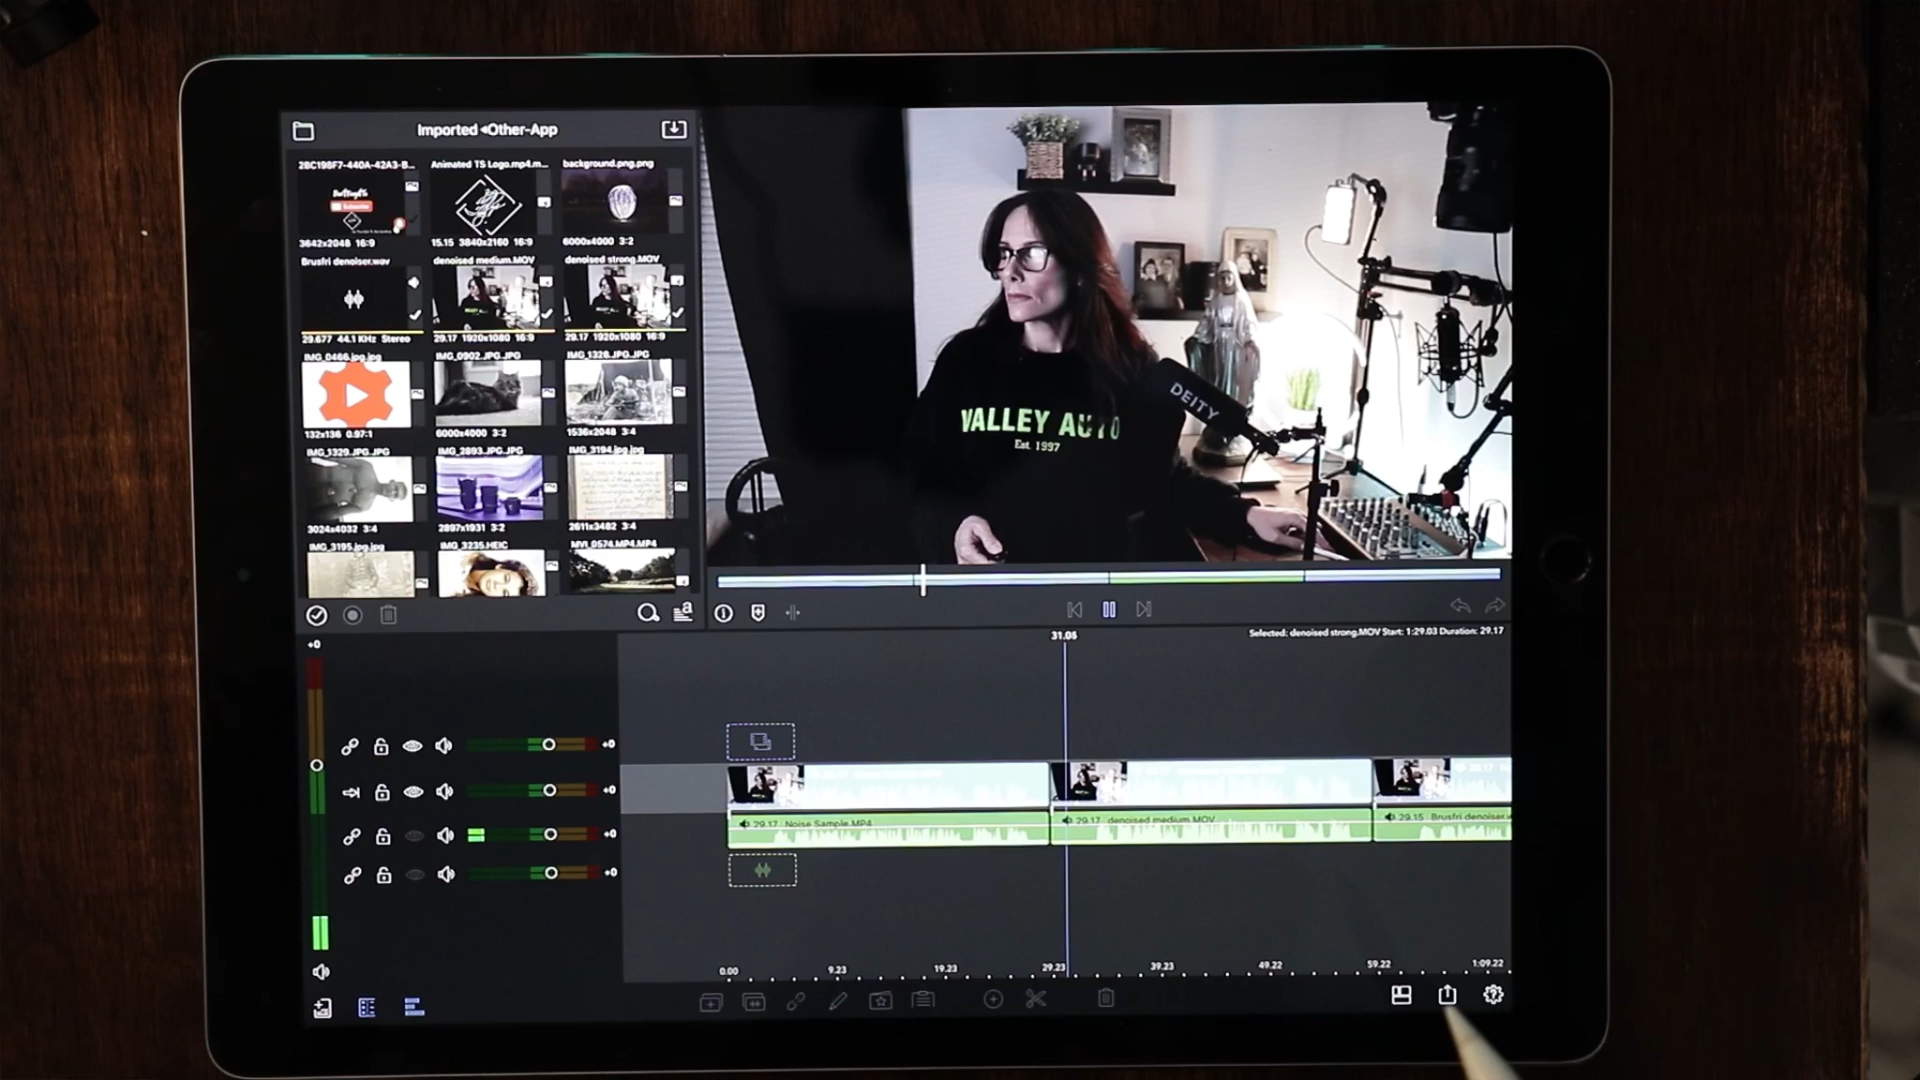 Imported ◂Other-App
2BC198F7-440A-42A3-B... Animated TS Logo.mp4.m... background.png.png
3642x2048 16:9 15.15 3840x2160 16:9 6000x4000 3:2
Brusfri denoiser.wav denoised medium.MOV denoised strong.MOV
29.677 44.1 KHz Stereo 29.17 1920x1080 16:9 29.17 1920x1080 16:9
IMG_0466.jpg.jpg IMG_0902.JPG.JPG IMG_1328.JPG.JPG
132x136 0.97:1 6000x4000 3:2 1536x2048 3:4
IMG_1329.JPG.JPG IMG_2893.JPG.JPG IMG_3194.jpg.jpg
3024x4032 3:4 2897x1931 3:2 2611x3482 3:4
IMG_3195.jpg.jpg IMG_3235.HEIC MVI_0574.MP4.MP4
DEITY
VALLEY AUTO
Est. 1997
+0
31.05
Selected: denoised strong.MOV Start: 1:29.03 Duration: 29.17
+0
+0
+0
+0
29.17 Noise Sample.MP4
29.17 denoised medium.MOV
29.15 Brusfri denoiser.w
0.00 9.23 19.23 29.23 39.23 49.22 59.22 1:09.22